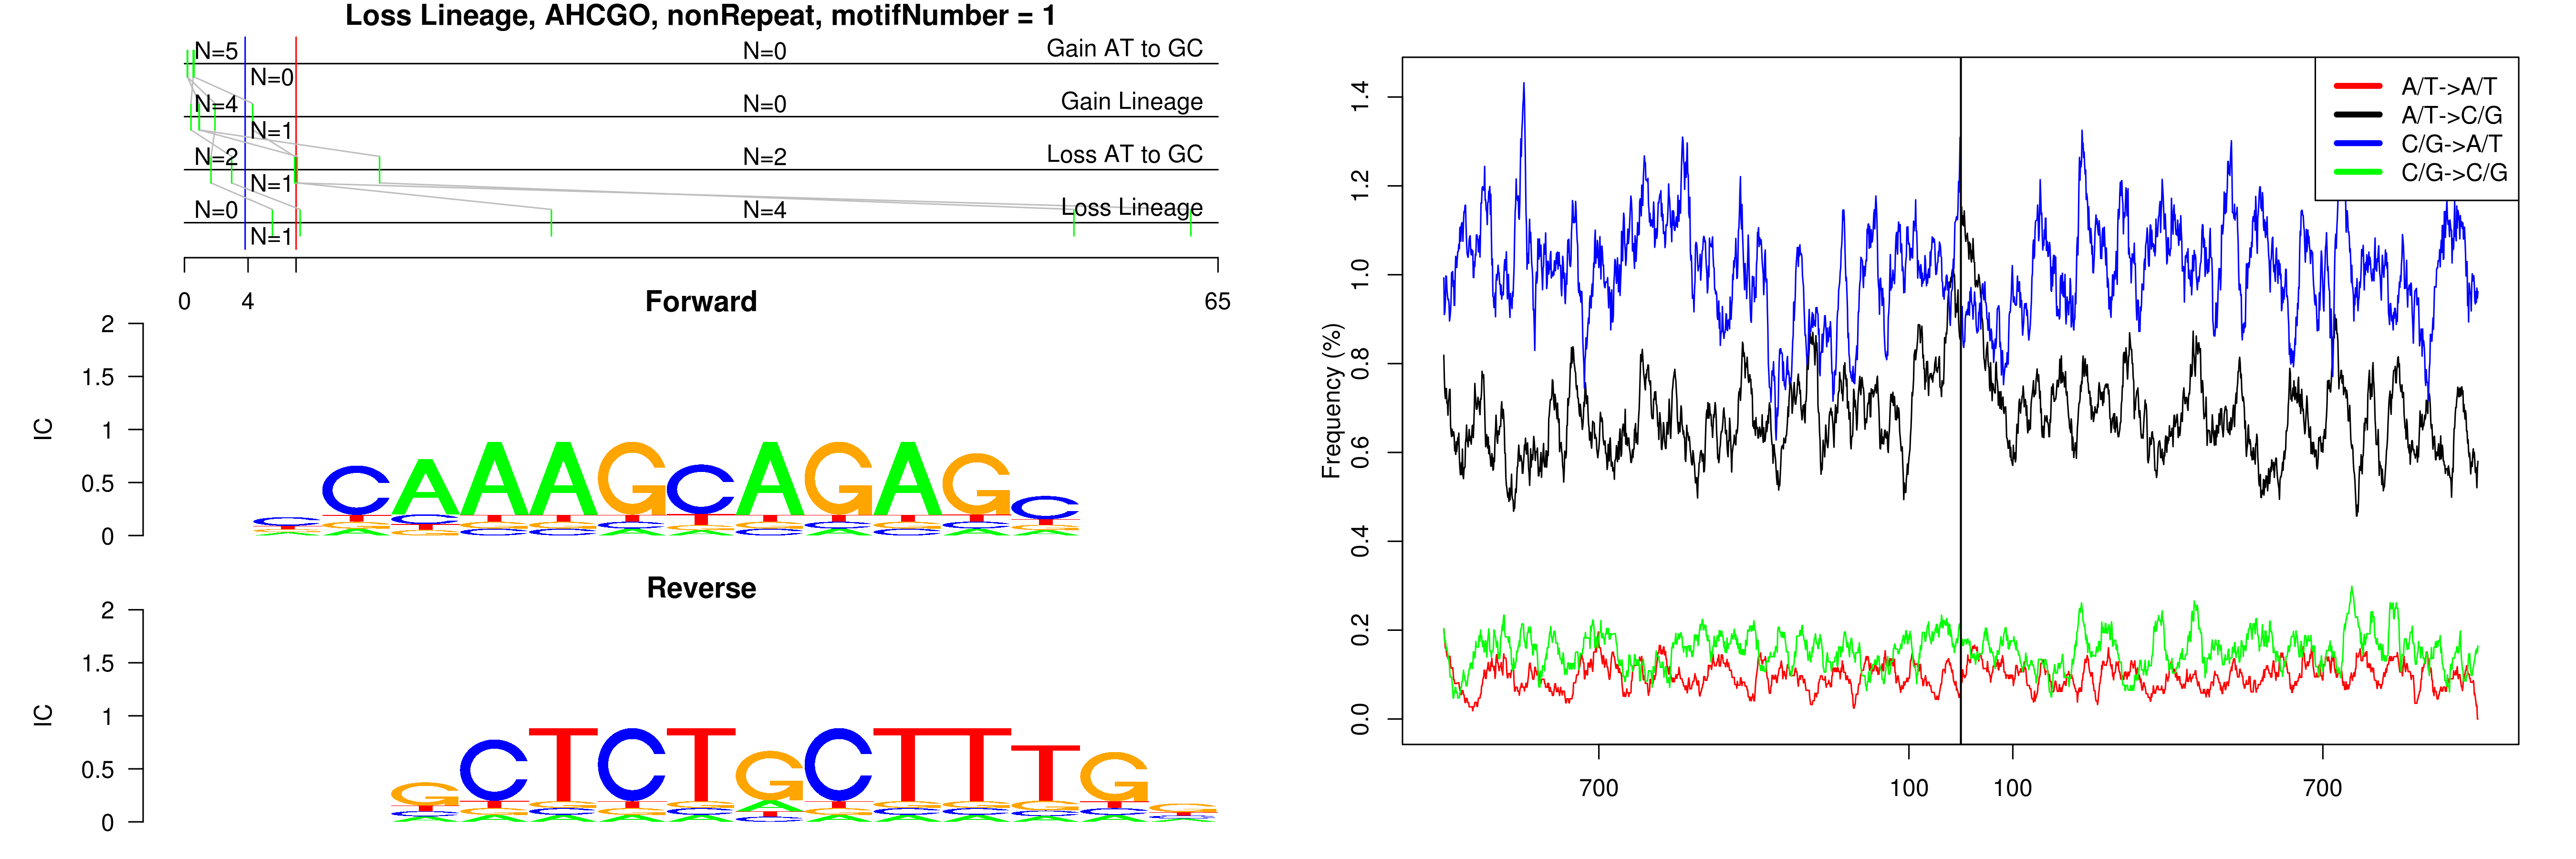 Loss Lineage, AHCGO, nonRepeat, motifNumber = 1
N=5 N=0 Gain AT to GC
N=0
N=4 N=0 Gain Lineage
N=1
N=2 N=2 Loss AT to GC
N=1
N=0 N=4 Loss Lineage
N=1
0 4 65
Forward
2
1.5
1
0.5
0
IC
CAAAGCAGAGC
Reverse
2
1.5
1
0.5
0
IC
GCTCTGCTTTGG
Frequency (%)
1.4
1.2
1.0
0.8
0.6
0.4
0.2
0.0
700 100 100 700
A/T->A/T
A/T->C/G
C/G->A/T
C/G->C/G